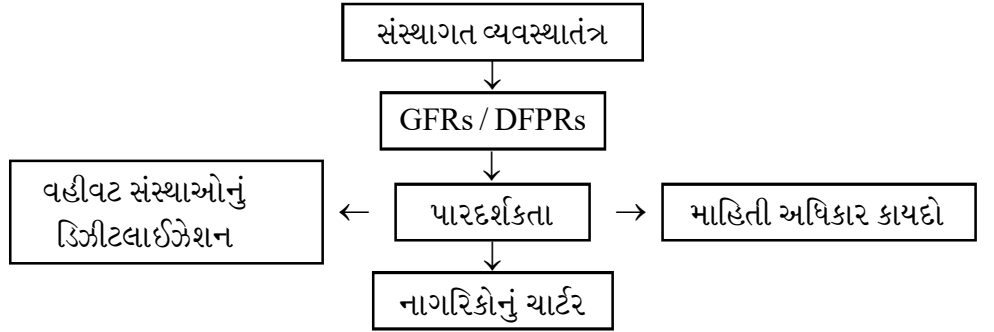 સંસ્થાગત વ્યવસ્થાતંત્ર
GFRs / DFPRs
વહીવટ સંસ્થાઓનું
ડિઝીટલાઈઝેશન
પારદર્શકતા
માહિતી અધિકાર કાયદો
નાગરિકોનું ચાર્ટર